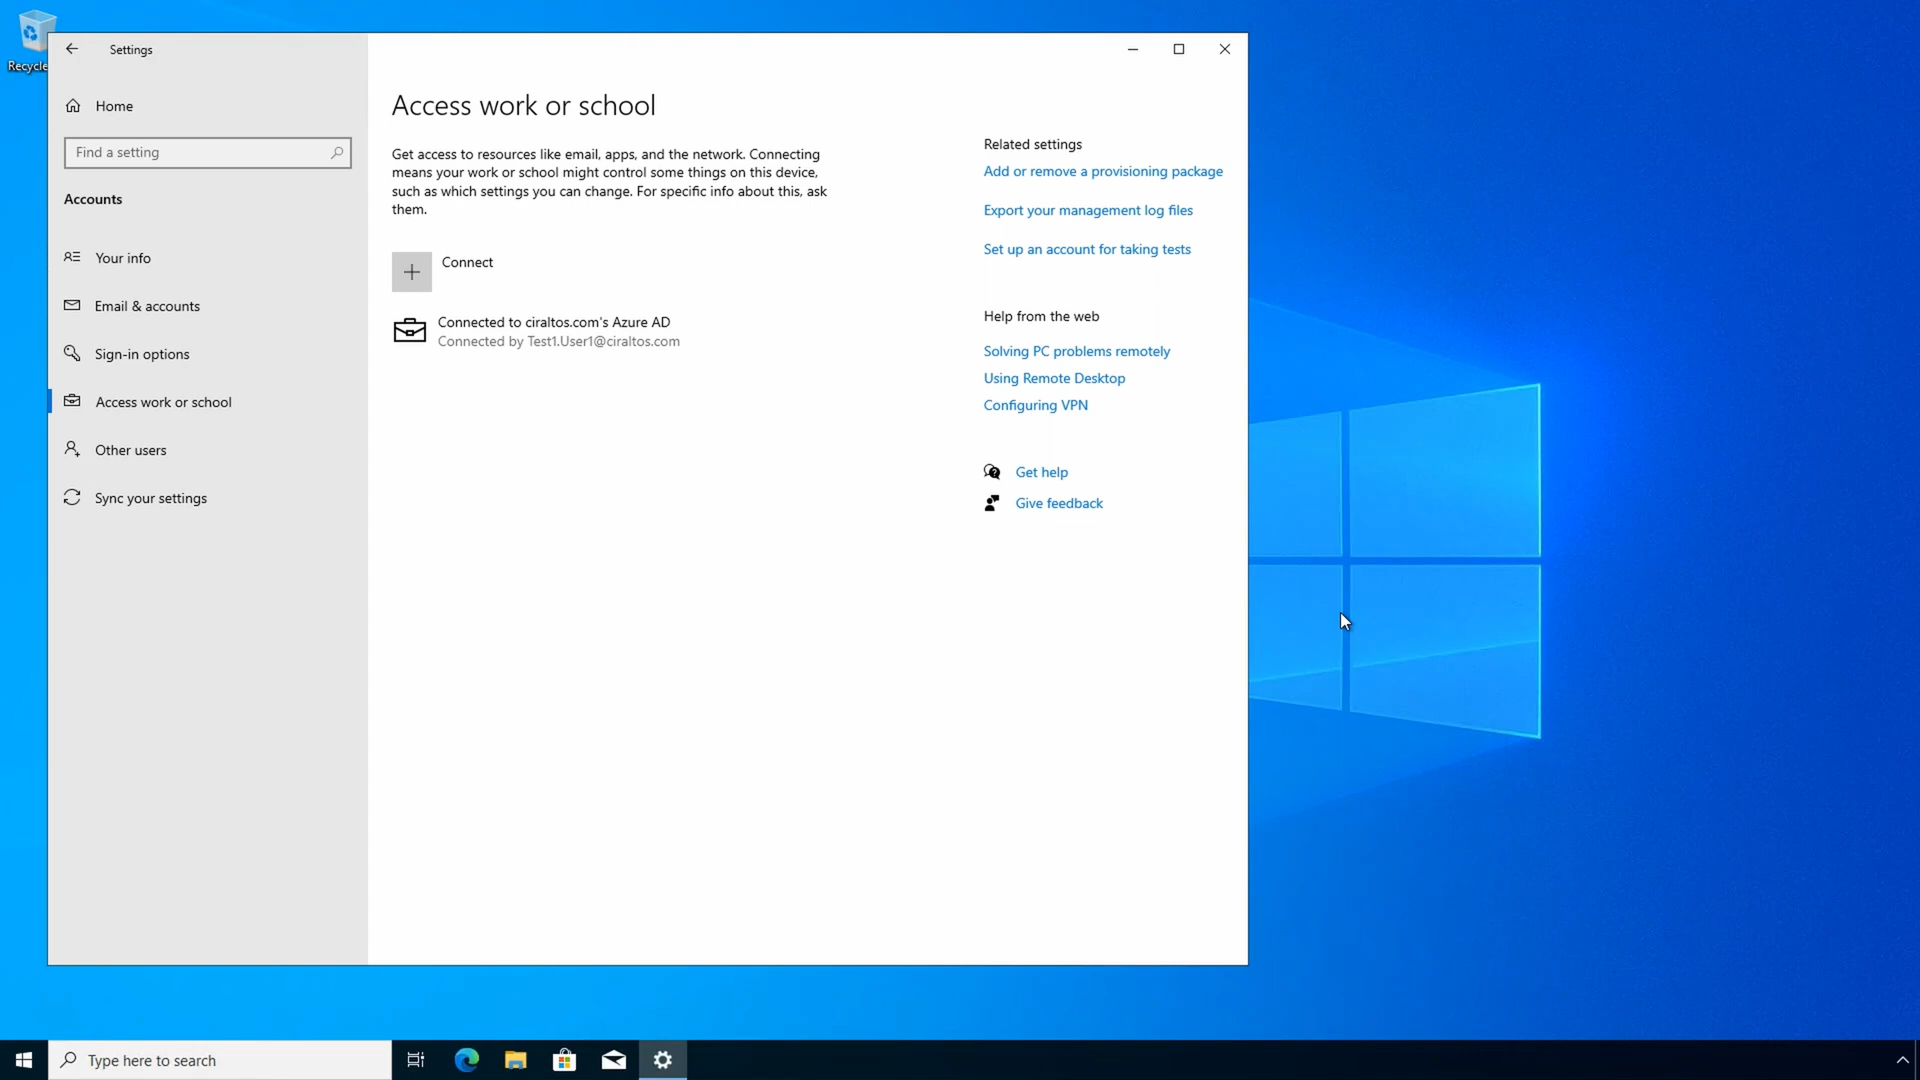 Recycle
Settings
Home
Find a setting
Accounts
Your info
Email & accounts
Sign-in options
Access work or school
Other users
Sync your settings
Access work or school
Get access to resources like email, apps, and the network. Connecting
means your work or school might control some things on this device,
such as which settings you can change. For specific info about this, ask
them.
Connect
Connected to ciraltos.com's Azure AD
Connected by Test1.User1@ciraltos.com
Related settings
Add or remove a provisioning package
Export your management log files
Set up an account for taking tests
Help from the web
Solving PC problems remotely
Using Remote Desktop
Configuring VPN
Get help
Give feedback
Type here to search